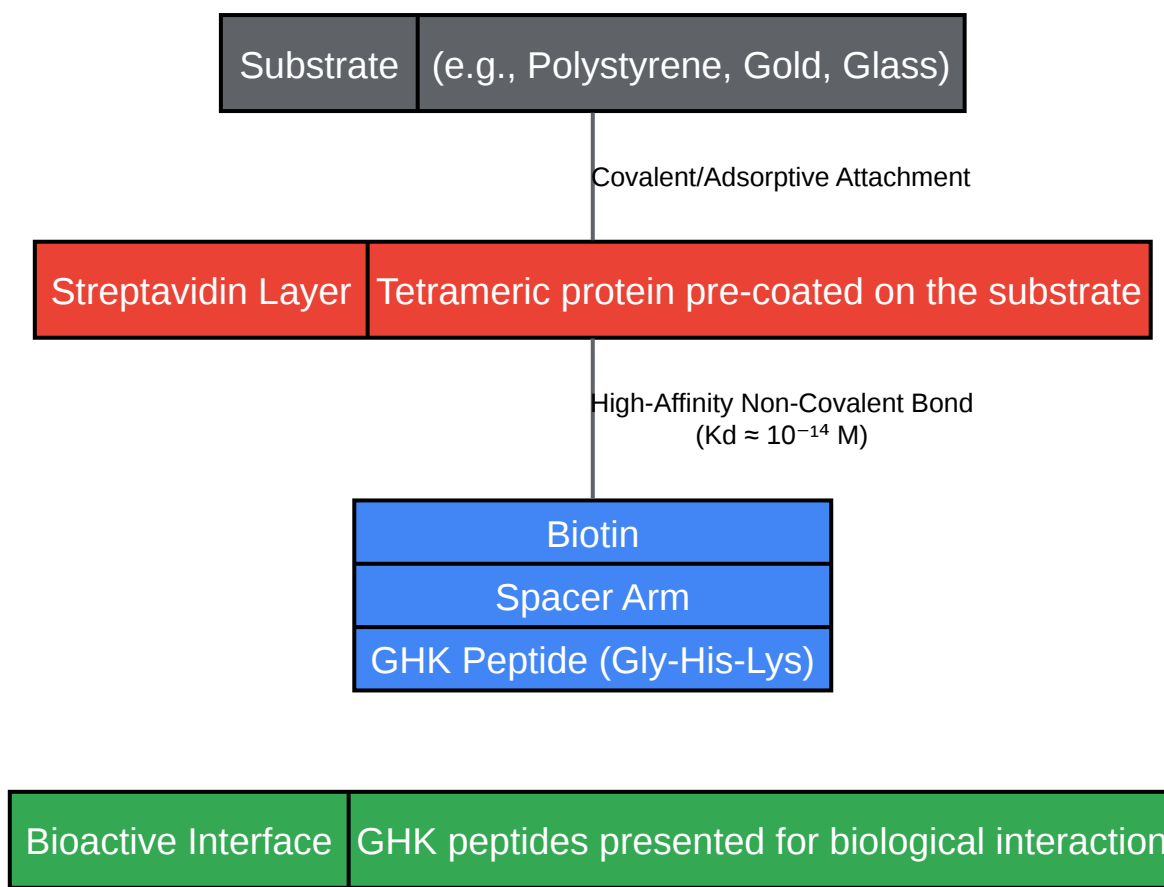 Substrate (e.g., Polystyrene, Gold, Glass)
Covalent/Adsorptive Attachment
Streptavidin Layer Tetrameric protein pre-coated on the substrate
High-Affinity Non-Covalent Bond
(Kd ≈ 10⁻¹⁴ M)
Biotin
Spacer Arm
GHK Peptide (Gly-His-Lys)
Bioactive Interface GHK peptides presented for biological interaction